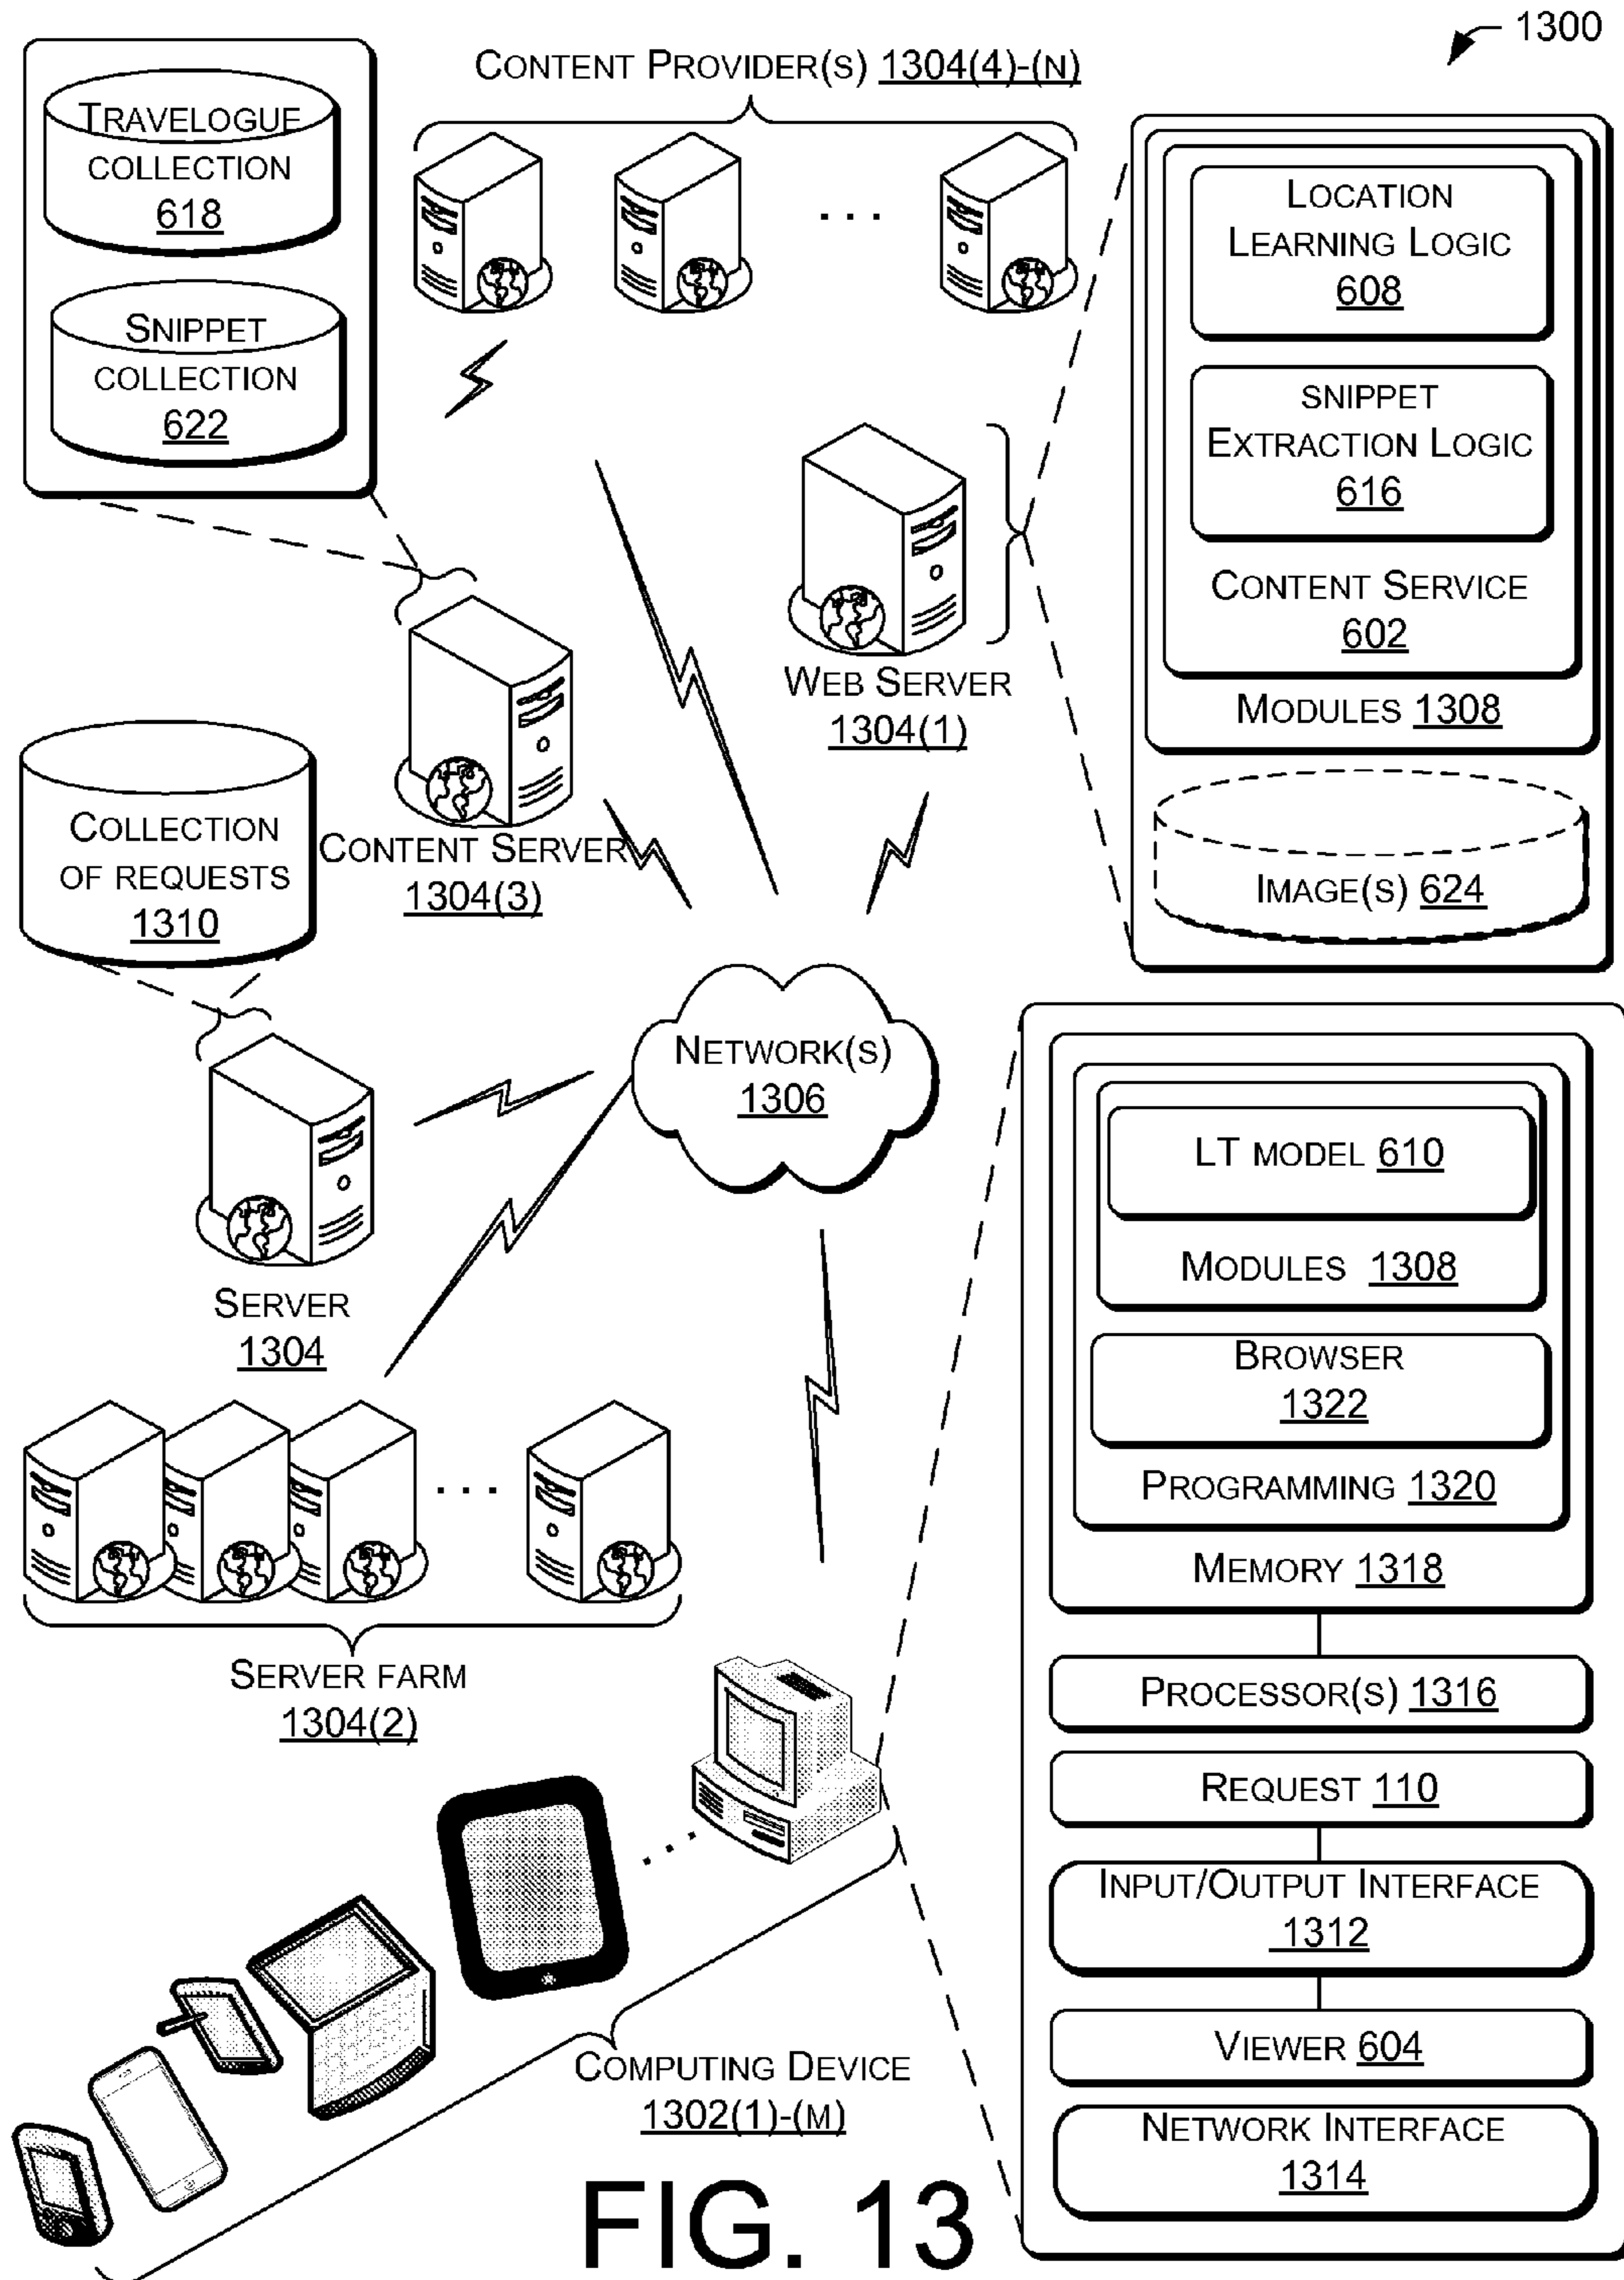 1300
CONTENT PROVIDER(S) 1304(4)-(N)
TRAVELOGUE
COLLECTION
618
SNIPPET
COLLECTION
622
LOCATION
LEARNING LOGIC
608
SNIPPET
EXTRACTION LOGIC
616
CONTENT SERVICE
602
MODULES 1308
IMAGE(S) 624
WEB SERVER
1304(1)
CONTENT SERVER
1304(3)
COLLECTION
OF REQUESTS
1310
NETWORK(S)
1306
SERVER
1304
SERVER FARM
1304(2)
LT MODEL 610
MODULES 1308
BROWSER
1322
PROGRAMMING 1320
MEMORY 1318
PROCESSOR(S) 1316
REQUEST 110
INPUT/OUTPUT INTERFACE
1312
VIEWER 604
NETWORK INTERFACE
1314
COMPUTING DEVICE
1302(1)-(M)
FIG. 13